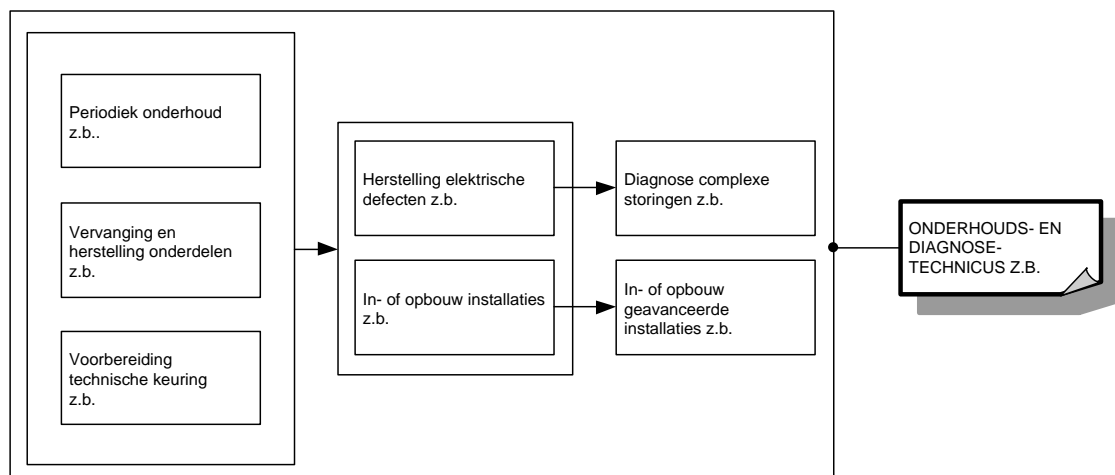 Periodiek onderhoud
z.b..
Vervanging en
herstelling onderdelen
z.b.
Voorbereiding
technische keuring
z.b.
Herstelling elektrische
defecten z.b.
In- of opbouw installaties
z.b.
Diagnose complexe
storingen z.b.
In- of opbouw
geavanceerde
installaties z.b.
ONDERHOUDS- EN
DIAGNOSE-
TECHNICUS Z.B.